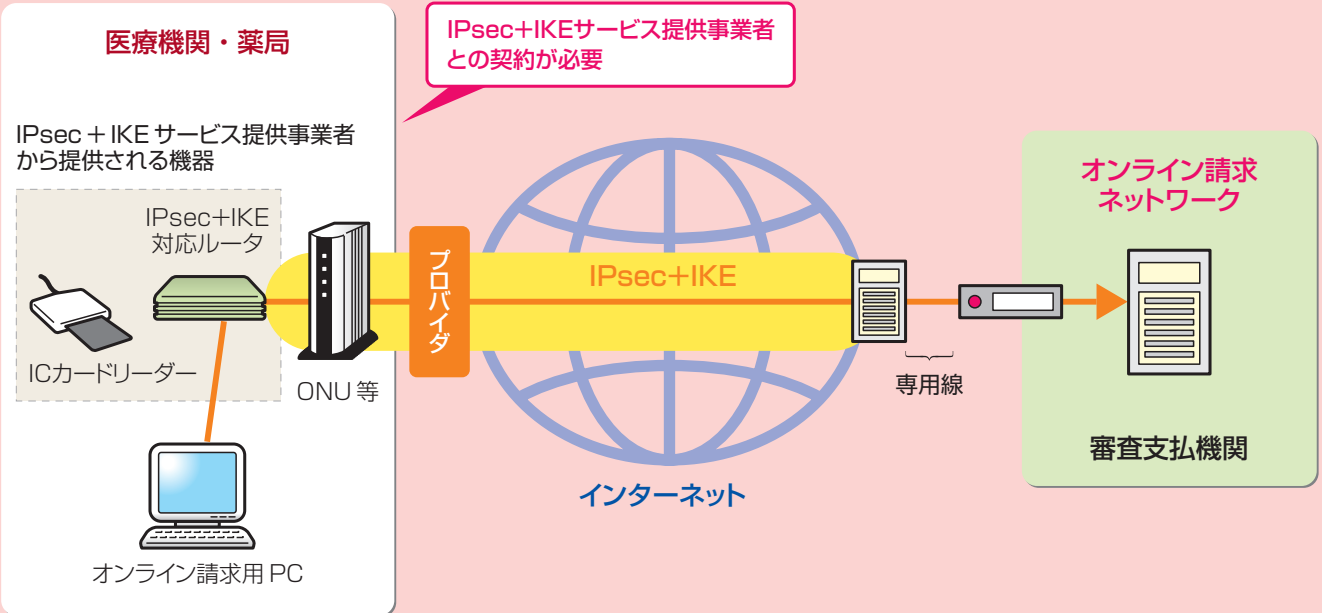 医療機関・薬局
IPsec+IKEサービス提供事業者
との契約が必要
IPsec + IKE サービス提供事業者
から提供される機器
IPsec+IKE
対応ルータ
ICカードリーダー
ONU 等
オンライン請求用 PC
プロバイダ
IPsec+IKE
インターネット
専用線
オンライン請求
ネットワーク
審査支払機関